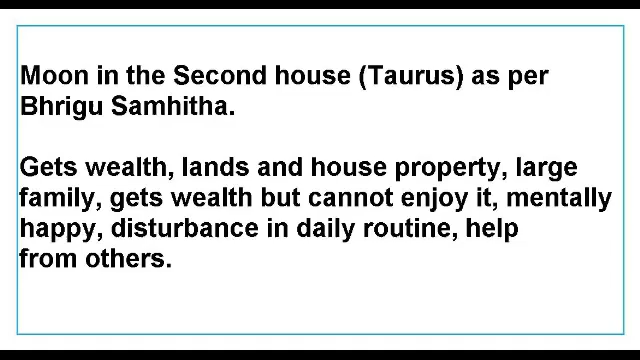 Moon in the Second house (Taurus) as per
Bhrigu Samhitha.
Gets wealth, lands and house property, large
family, gets wealth but cannot enjoy it, mentally
happy, disturbance in daily routine, help
from others.